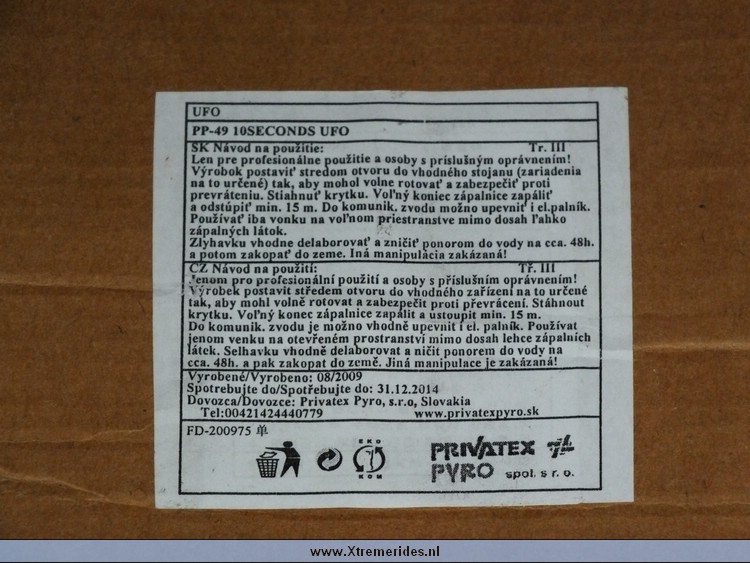 UFO
PP-49 10SECONDS UFO
SK Návod na použitie: Tr. III
Len pre profesionálne použitie a osoby s príslušným oprávnením!
Výrobok postaviť stredom otvoru do vhodného stojanu (zariadenia
na to určené) tak, aby mohol volne rotovať a zabezpečiť proti
prevráteniu. Stiahnuť krytku. Voľný koniec zápalnice zapáliť
a odstúpiť min. 15 m. Do komunik. zvodu možno upevniť i el.palník.
Používať iba vonku na voľnom priestranstve mimo dosah ľahko
zápalných látok.
Zlyhavku vhodne delaborovať a zničiť ponorom do vody na cca. 48h.
a potom zakopať do zeme. Iná manipulácia zakázaná!
CZ Návod na použití: Tř. III
Jenom pro profesionální použití a osoby s příslušním oprávnením!
Výrobek postavit středem otvoru do vhodného zařízení na to určené
tak, aby mohl volně rotovat a zabezpečit proti převrácení. Stáhnout
krytku. Voľný konec zápalnice zapálit a ustoupit min. 15 m.
Do komunik. zvodu je možno vhodně upevnit i el. palník. Používat
jenom venku na otevřeném prostranství mimo dosah lehce zápalních
látek. Selhavku vhodně delaborovat a ničit ponorem do vody na
cca. 48h. a pak zakopat do země. Jiná manipulace je zakázaná!
Vyrobené/Vyrobeno: 08/2009
Spotrebujte do/Spotřebujte do: 31.12.2014
Dovozca/Dovozce: Privatex Pyro, s.r.o, Slovakia
Tel:00421424440779 www.privatexpyro.sk
FD-200975 单
EKO
KOM
PRIVATEX
PYRO spol. s r. o.
www.Xtremerides.nl